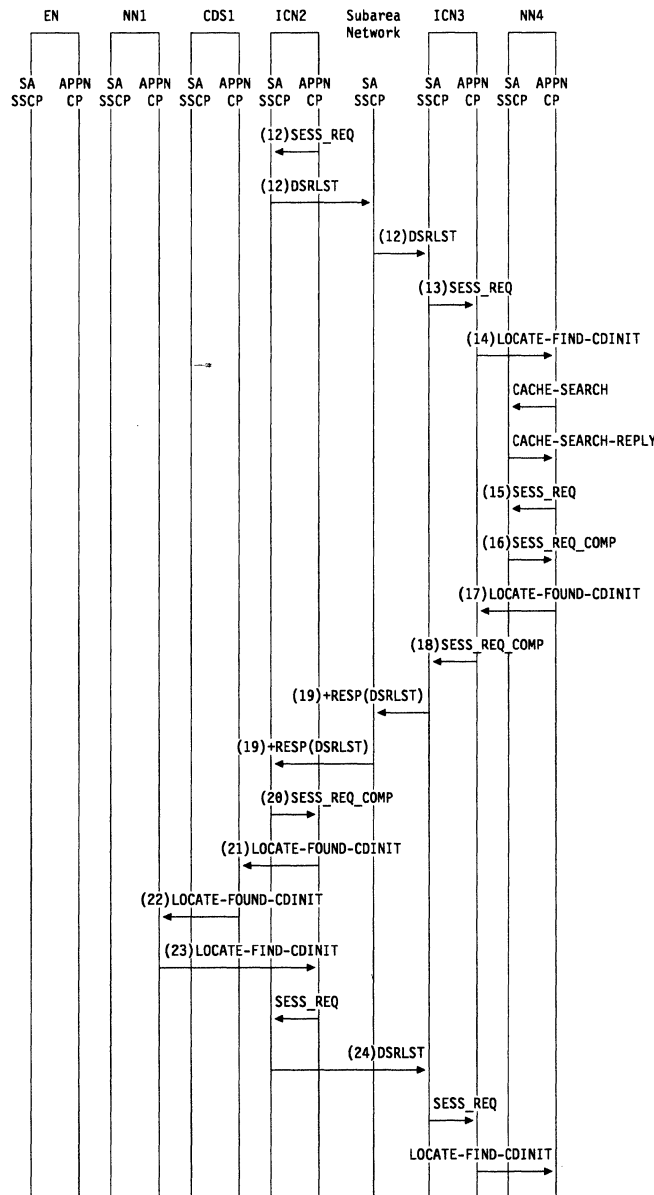 EN NN1 CDS1 ICN2 Subarea ICN3 NN4
Network
SA APPN SA APPN SA APPN SA APPN SA SA APPN SA APPN
SSCP CP SSCP CP SSCP CP SSCP CP SSCP SSCP CP SSCP CP
(12)SESS_REQ
(12)DSRLST
(12)DSRLST
(13)SESS_REQ
(14)LOCATE-FIND-CDINIT
CACHE-SEARCH
CACHE-SEARCH-REPLY
(15)SESS_REQ
(16)SESS_REQ_COMP
(17)LOCATE-FOUND-CDINIT
(18)SESS_REQ_COMP
(19)+RESP(DSRLST)
(19)+RESP(DSRLST)
(20)SESS_REQ_COMP
(21)LOCATE-FOUND-CDINIT
(22)LOCATE-FOUND-CDINIT
(23)LOCATE-FIND-CDINIT
SESS_REQ
(24)DSRLST
SESS_REQ
LOCATE-FIND-CDINIT